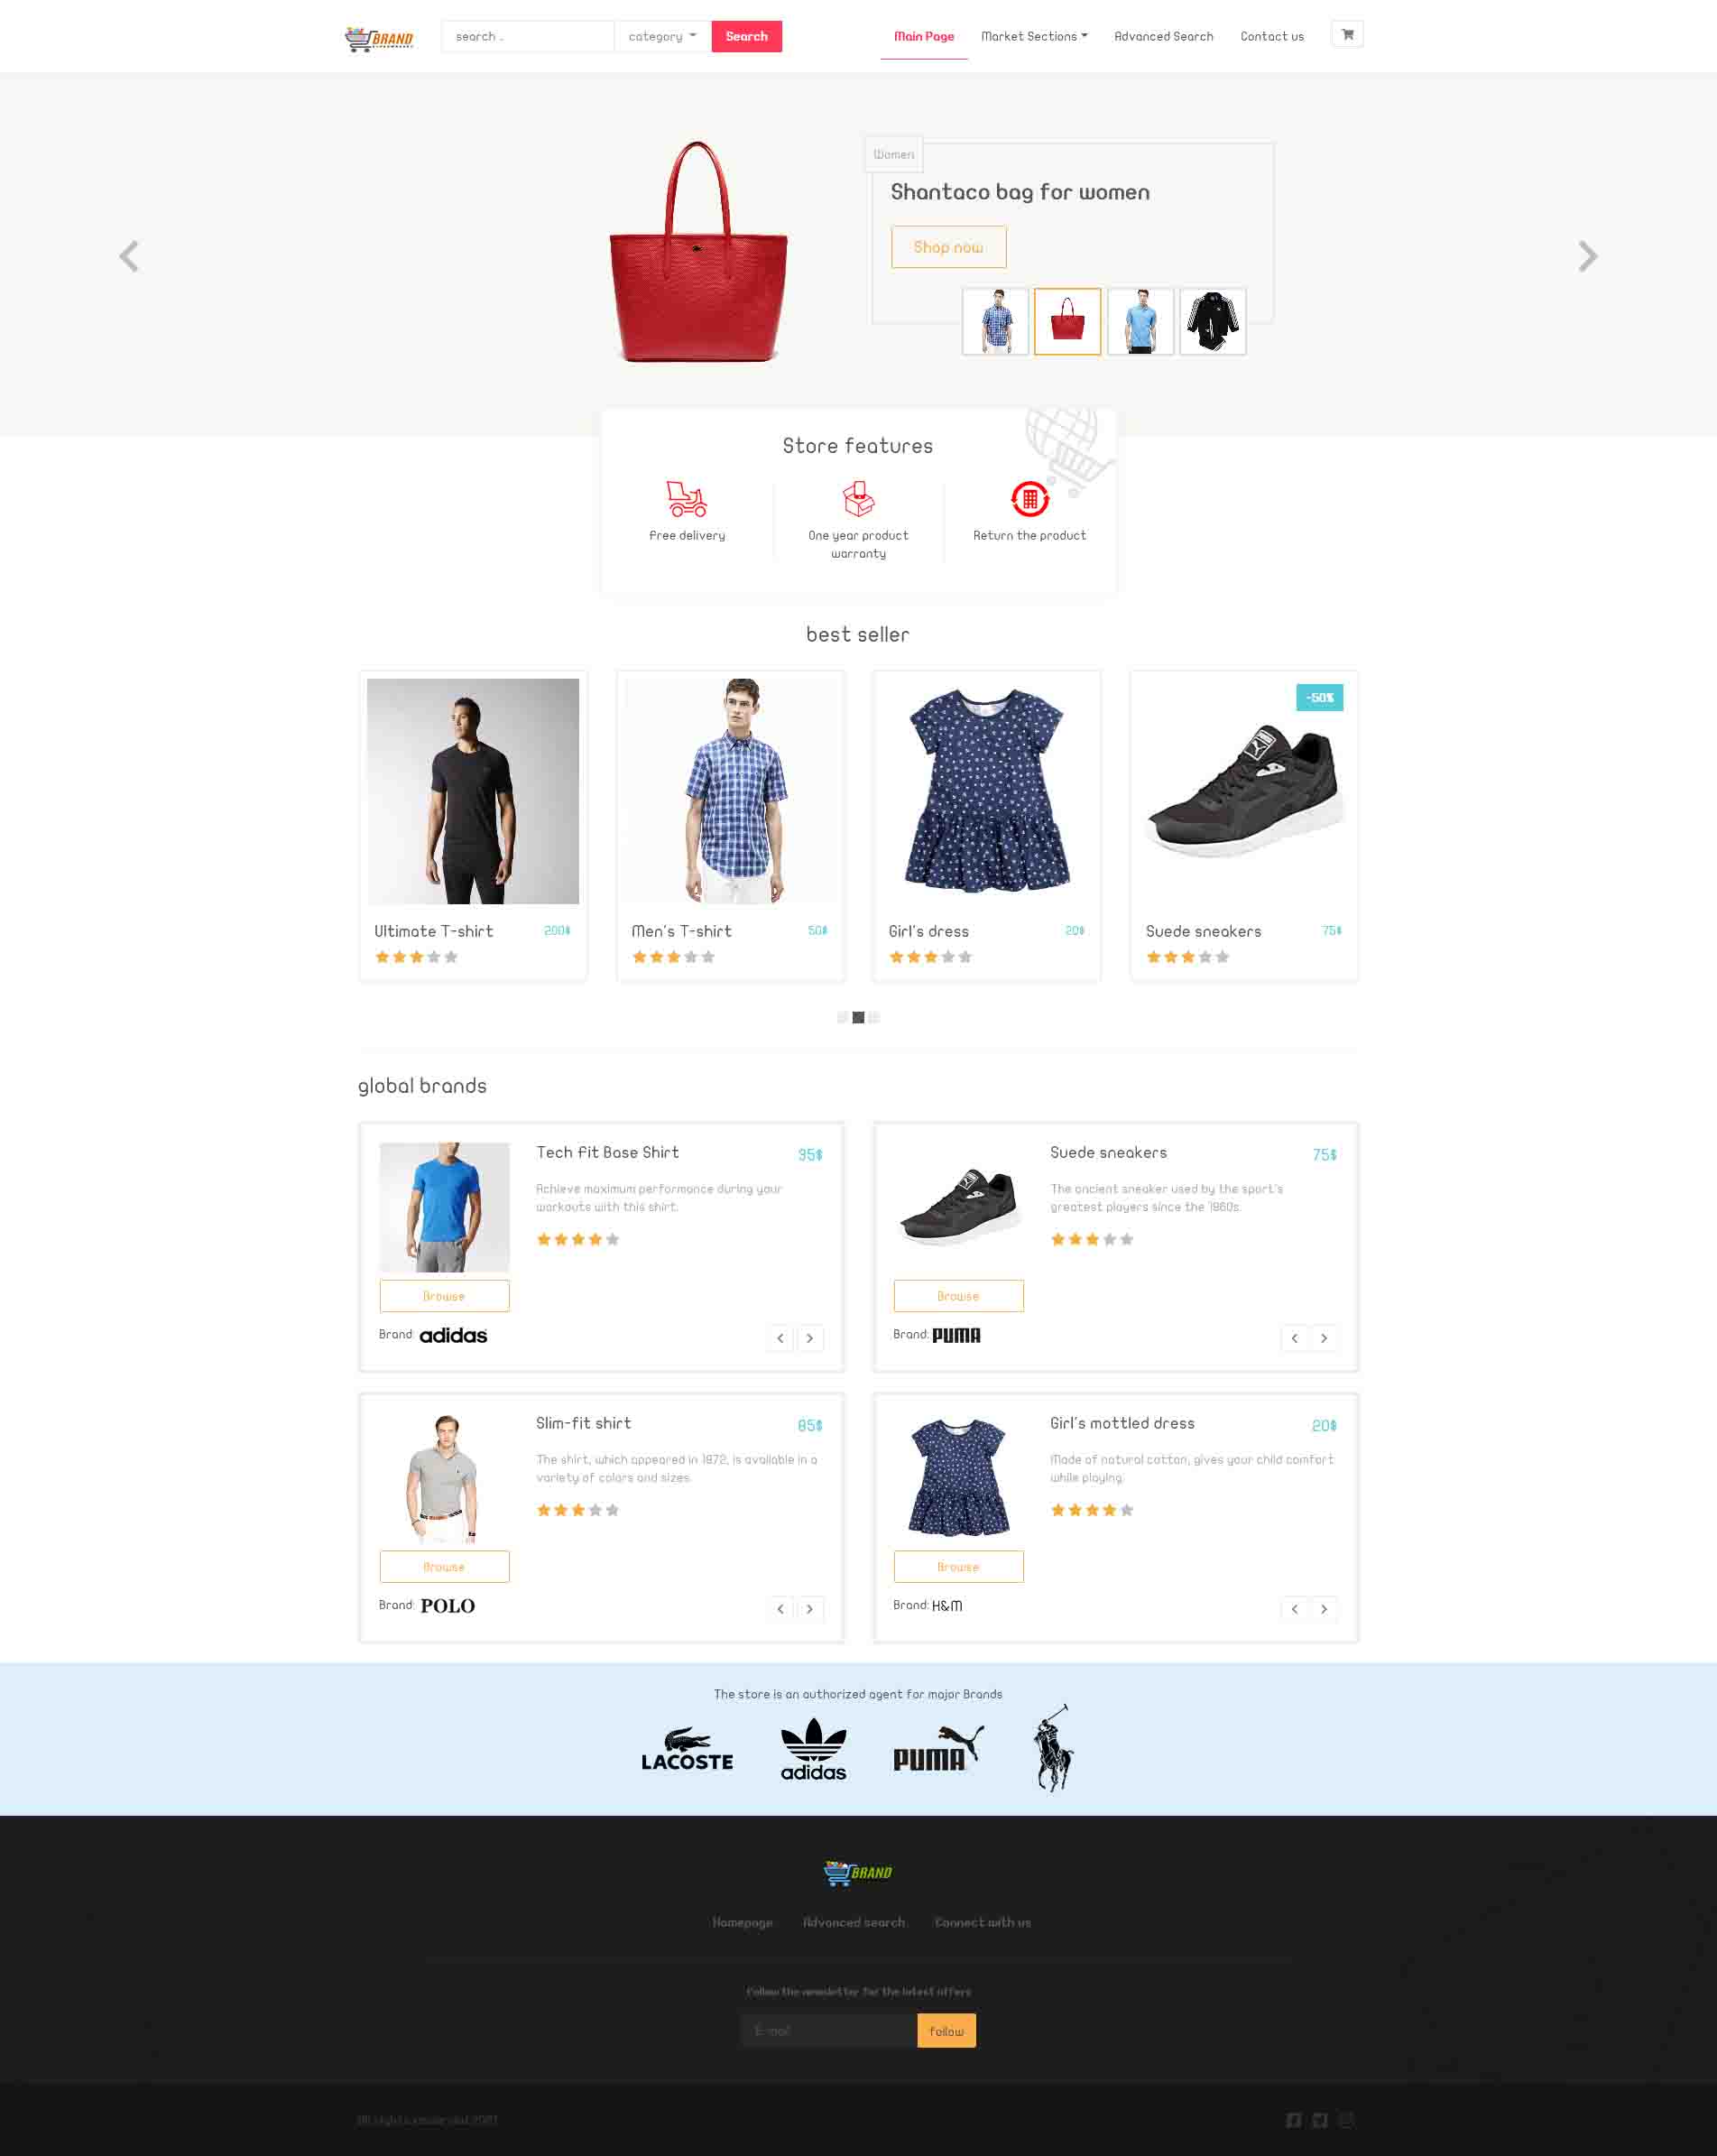 BRAND
search ..
category
Search
Main Page
Market Sections
Advanced Search
Contact us
Women
Shantaco bag for women
Shop now
Store features
Free delivery
One year product
warranty
Return the product
best seller
-50%
Ultimate T-shirt
200$
Men's T-shirt
50$
Girl's dress
20$
Suede sneakers
75$
global brands
Tech Fit Base Shirt
35$
Achieve maximum performance during your
workouts with this shirt.
Browse
Brand: adidas
Suede sneakers
75$
The ancient sneaker used by the sport's
greatest players since the 1960s.
Browse
Brand: PUMA
Slim-fit shirt
85$
The shirt, which appeared in 1972, is available in a
variety of colors and sizes.
Browse
Brand: POLO
Girl's mottled dress
20$
Made of natural cotton, gives your child comfort
while playing.
Browse
Brand: H&M
The store is an authorized agent for major Brands
LACOSTE
adidas
PUMA
BRAND
Homepage
Advanced search
Connect with us
Follow the newsletter for the latest offers
E-mail
follow
All rights reserved